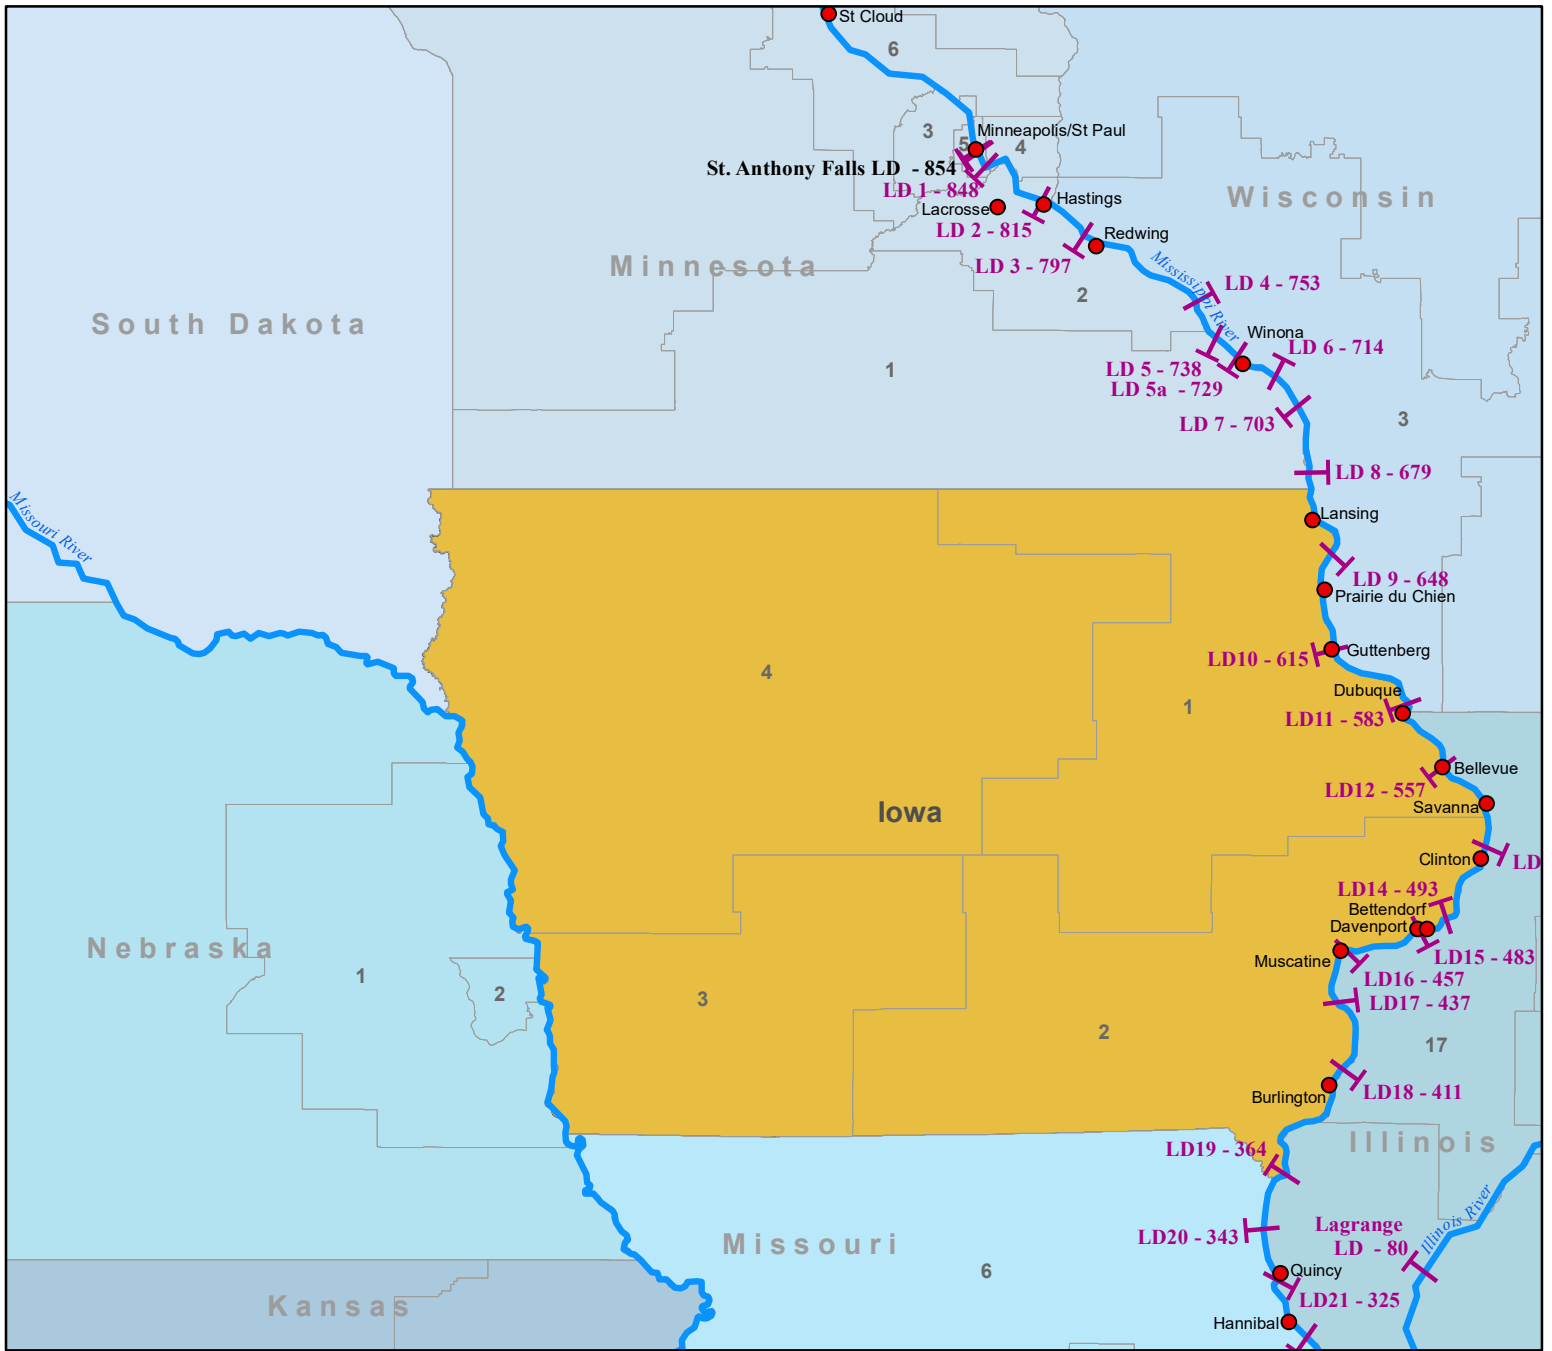 St Cloud
6
3
Minneapolis/St Paul
5
4
St. Anthony Falls LD - 854
LD 1 - 848
Wisconsin
Lacrosse
Hastings
LD 2 - 815
Redwing
LD 3 - 797
Minnesota
Mississippi River
LD 4 - 753
2
South Dakota
Winona
LD 6 - 714
LD 5 - 738
1
LD 5a - 729
LD 7 - 703
3
LD 8 - 679
Missouri River
Lansing
LD 9 - 648
Prairie du Chien
LD10 - 615
Guttenberg
4
Dubuque
1
LD11 - 583
Bellevue
LD12 - 557
Savanna
Iowa
Clinton
LD
LD14 - 493
Bettendorf
Davenport
Nebraska
LD15 - 483
Muscatine
1
LD16 - 457
2
3
LD17 - 437
2
17
LD18 - 411
Burlington
Illinois
LD19 - 364
Illinois River
Lagrange
LD20 - 343
LD - 80
Missouri
6
Quincy
LD21 - 325
Kansas
Hannibal